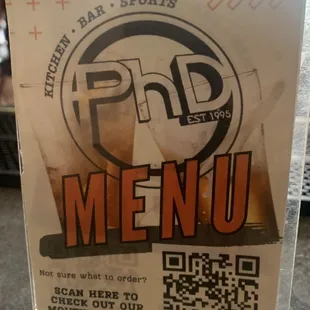 KITCHEN • BAR • SPORTS
PhD
EST 1995
MENU
Not sure what to order?
SCAN HERE TO
CHECK OUT OUR